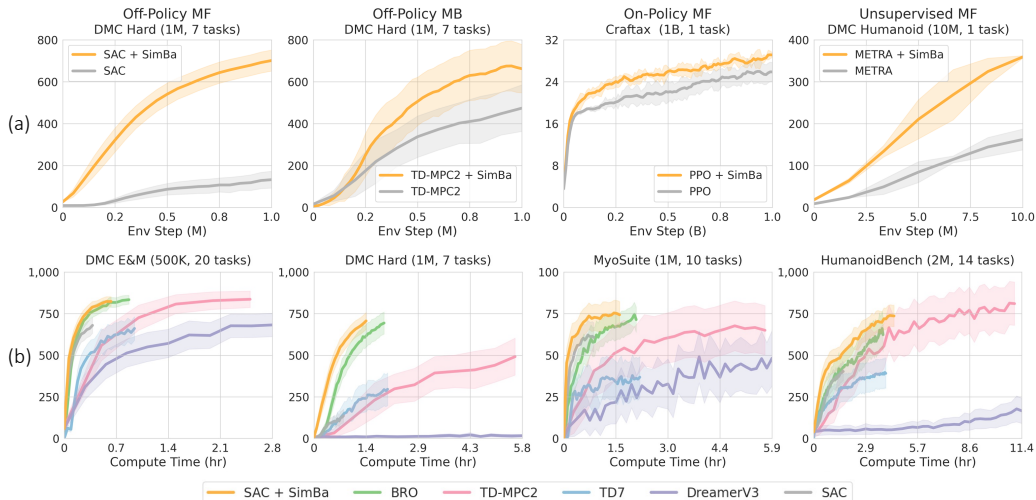 Off-Policy MF
DMC Hard (1M, 7 tasks)
800
600
400
200
0
SAC + SimBa
SAC
0 0.2 0.5 0.8 1.0
Env Step (M)
Off-Policy MB
DMC Hard (1M, 7 tasks)
800
600
400
200
0
TD-MPC2 + SimBa
TD-MPC2
0 0.2 0.5 0.8 1.0
Env Step (M)
On-Policy MF
Craftax (1B, 1 task)
32
24
16
8
0
PPO + SimBa
PPO
0 0.2 0.5 0.8 1.0
Env Step (B)
Unsupervised MF
DMC Humanoid (10M, 1 task)
400
300
200
100
0
METRA + SimBa
METRA
0.0 2.5 5.0 7.5 10.0
Env Step (M)
(a)
DMC E&M (500K, 20 tasks)
1,000
750
500
250
0
0.0 0.7 1.4 2.1 2.8
Compute Time (hr)
DMC Hard (1M, 7 tasks)
1,000
750
500
250
0
0.0 1.4 2.9 4.3 5.8
Compute Time (hr)
MyoSuite (1M, 10 tasks)
100
75
50
25
0
0.0 1.5 2.9 4.4 5.9
Compute Time (hr)
HumanoidBench (2M, 14 tasks)
1,000
750
500
250
0
0.0 2.9 5.7 8.6 11.4
Compute Time (hr)
(b)
SAC + SimBa BRO TD-MPC2 TD7 DreamerV3 SAC